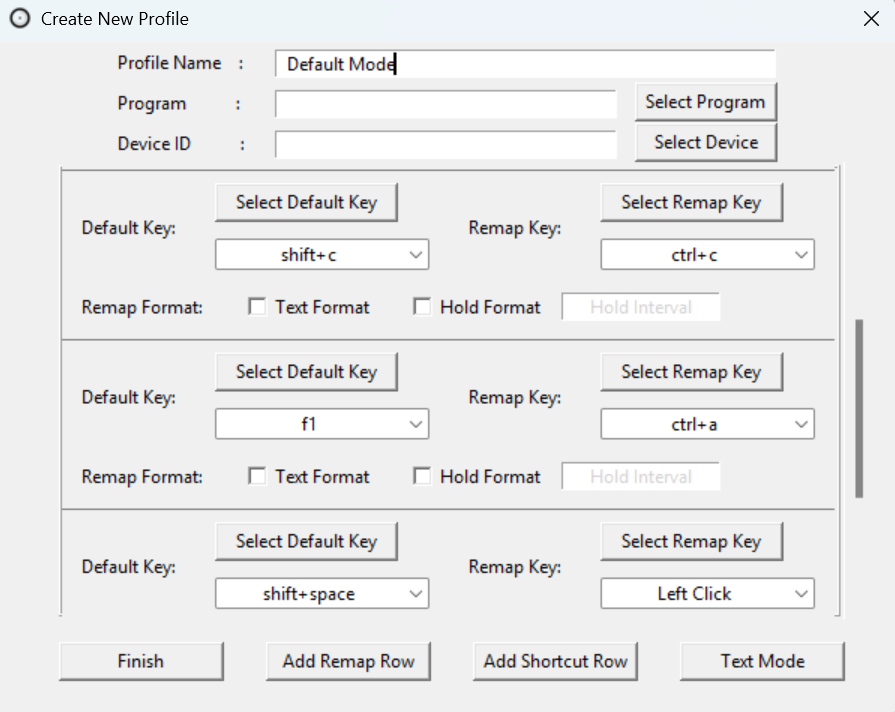 Create New Profile
Profile Name : Default Mode
Program : Select Program
Device ID : Select Device
Select Default Key Select Remap Key
Default Key: Remap Key:
shift+c ctrl+c
Remap Format: Text Format Hold Format Hold Interval
Select Default Key Select Remap Key
Default Key: Remap Key:
f1 ctrl+a
Remap Format: Text Format Hold Format Hold Interval
Select Default Key Select Remap Key
Default Key: Remap Key:
shift+space Left Click
Finish Add Remap Row Add Shortcut Row Text Mode